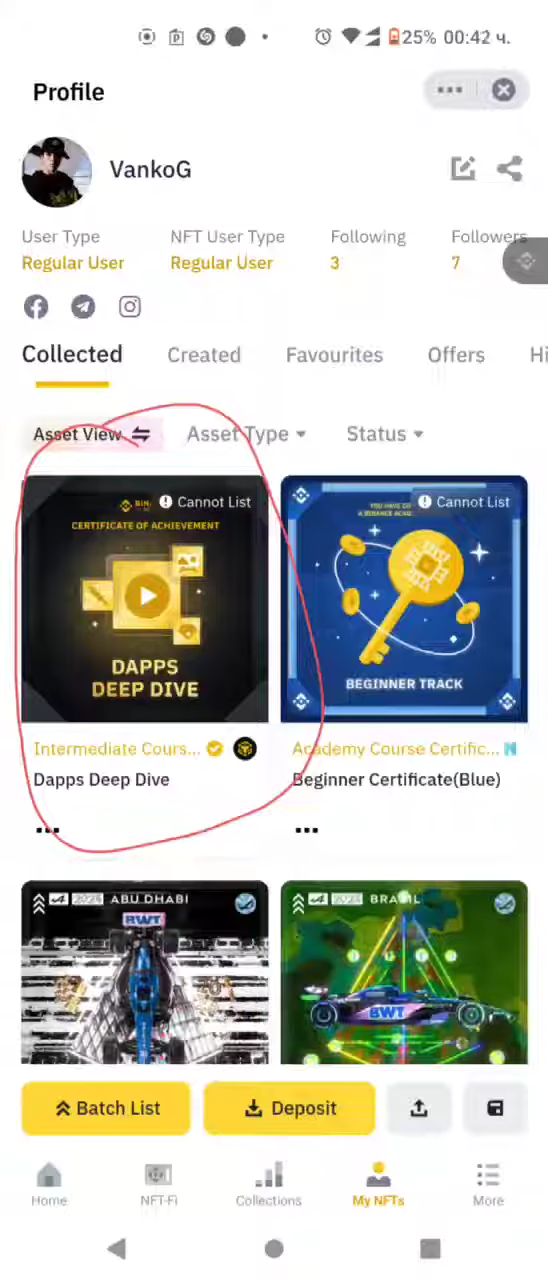 25% 00:42 ч.
Profile
VankoG
User Type NFT User Type Following Followers
Regular User Regular User 3 7
Collected Created Favourites Offers Hi
Asset View Asset Type Status
Cannot List
CERTIFICATE OF ACHIEVEMENT
DAPPS
DEEP DIVE
Intermediate Cours...
Dapps Deep Dive
...
Cannot List
BEGINNER TRACK
Academy Course Certific...
Beginner Certificate(Blue)
...
ABU DHABI
BWT
BRAZIL
BWT
Batch List Deposit
Home NFT-Fi Collections My NFTs More